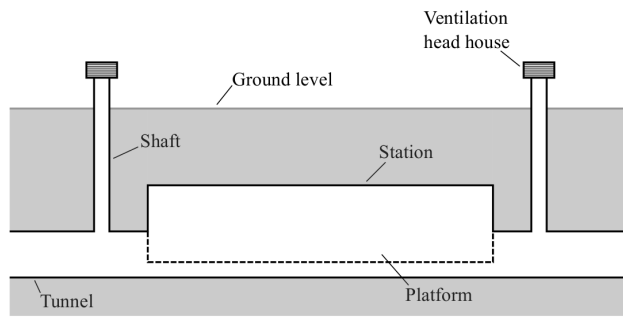 Ventilation
head house
Ground level
Shaft
Station
Platform
Tunnel